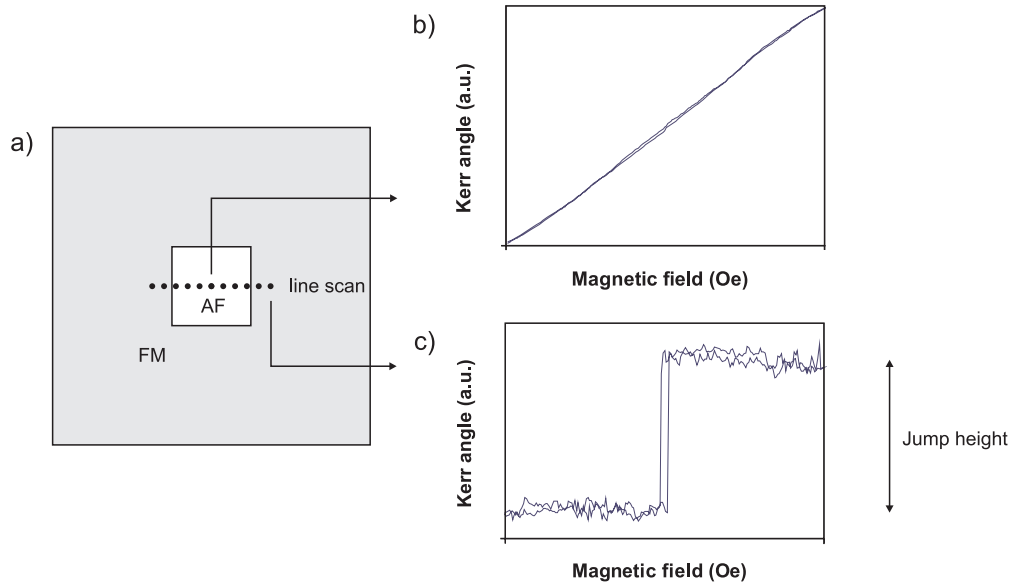 a)
AF
line scan
FM
b)
Kerr angle (a.u.)
Magnetic field (Oe)
c)
Kerr angle (a.u.)
Jump height
Magnetic field (Oe)